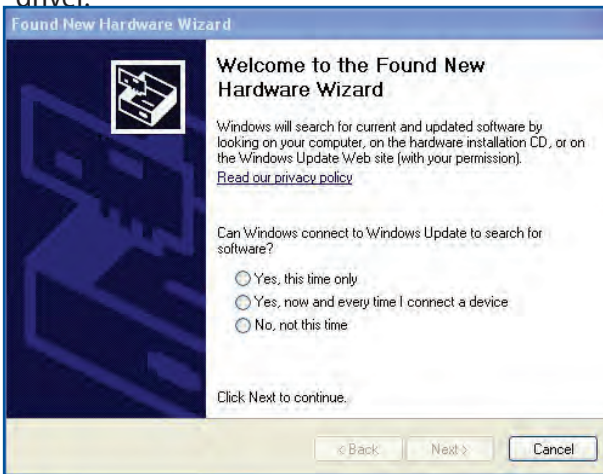 driver.
Found New Hardware Wizard
Welcome to the Found New
Hardware Wizard
Windows will search for current and updated software by
looking on your computer, on the hardware installation CD, or on
the Windows Update Web site (with your permission).
Read our privacy policy
Can Windows connect to Windows Update to search for
software?
Yes, this time only
Yes, now and every time I connect a device
No, not this time
Click Next to continue.
< Back Next > Cancel